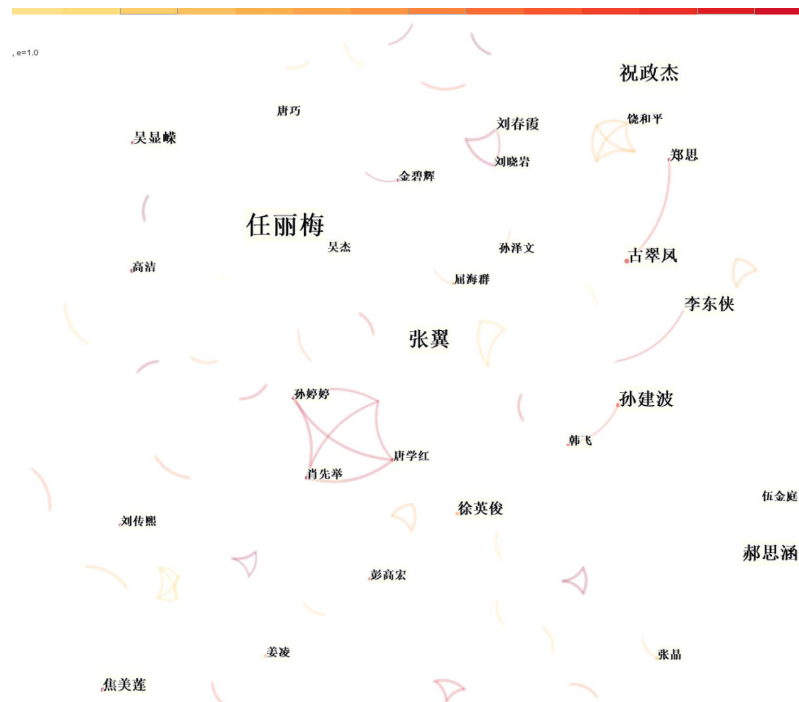 , e=1.0
祝政杰
唐巧
饶和平
刘春霞
吴显嵘
郑思
刘晓岩
金碧辉
任丽梅
吴杰
孙泽文
古翠凤
高洁
屈海群
李东侠
张翼
孙婷婷
孙建波
韩飞
唐学红
肖先举
伍金庭
徐英俊
刘传熙
郝思涵
彭高宏
姜凌
张晶
焦美莲